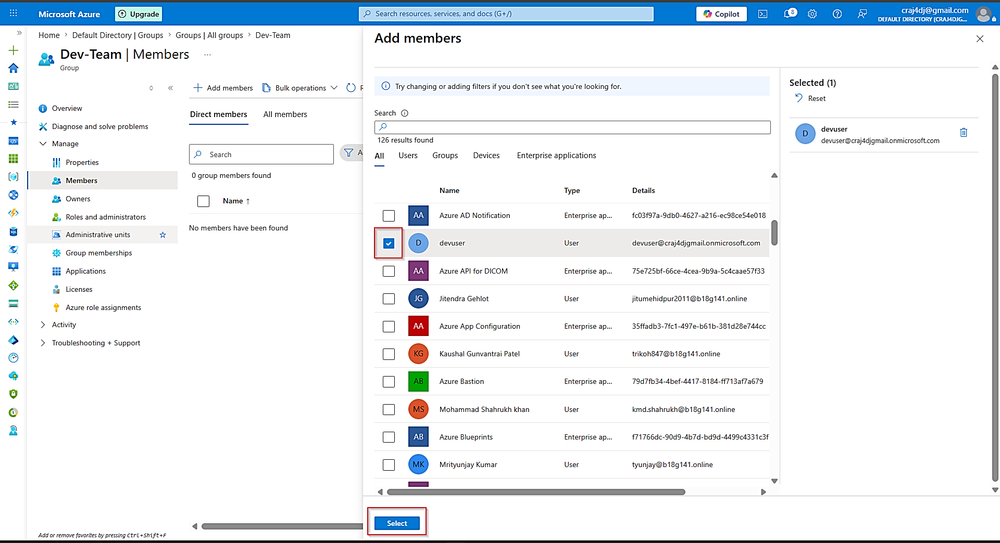 Microsoft Azure
Upgrade
Search resources, services, and docs (G+/)
Copilot
8
craj4dj@gmail.com
DEFAULT DIRECTORY (CRAJ4DJG...
Home > Default Directory | Groups > Groups | All groups > Dev-Team
Dev-Team | Members ...
Group
Overview
Diagnose and solve problems
Manage
Properties
Members
Owners
Roles and administrators
Administrative units
Group memberships
Applications
Licenses
Azure role assignments
Activity
Troubleshooting + Support
Add or remove favorites by pressing Ctrl+Shift+F
SQL
Add members
Bulk operations
R
Direct members
All members
Search
A
0 group members found
Name ↑
No members have been found
Add members
Try changing or adding filters if you don't see what you're looking for.
Search
126 results found
All
Users
Groups
Devices
Enterprise applications
Name Type Details
AA Azure AD Notification Enterprise ap... fc03f97a-9db0-4627-a216-ec98ce54e018
D devuser User devuser@craj4djgmail.onmicrosoft.com
AA Azure API for DICOM Enterprise ap... 75e725bf-66ce-4cea-9b9a-5c4caae57f33
JG Jitendra Gehlot User jitumehidpur2011@b18g141.online
AA Azure App Configuration Enterprise ap... 35ffadb3-7fc1-497e-b61b-381d28e744cc
KG Kaushal Gunvantrai Patel User trikoh847@b18g141.online
AB Azure Bastion Enterprise ap... 79d7fb34-4bef-4417-8184-ff713af7a679
MS Mohammad Shahrukh khan User kmd.shahrukh@b18g141.online
AB Azure Blueprints Enterprise ap... f71766dc-90d9-4b7d-bd9d-4499c4331c3f
MK Mrityunjay Kumar User tyunjay@b18g141.online
Select
Selected (1)
Reset
D
devuser
devuser@craj4djgmail.onmicrosoft.com